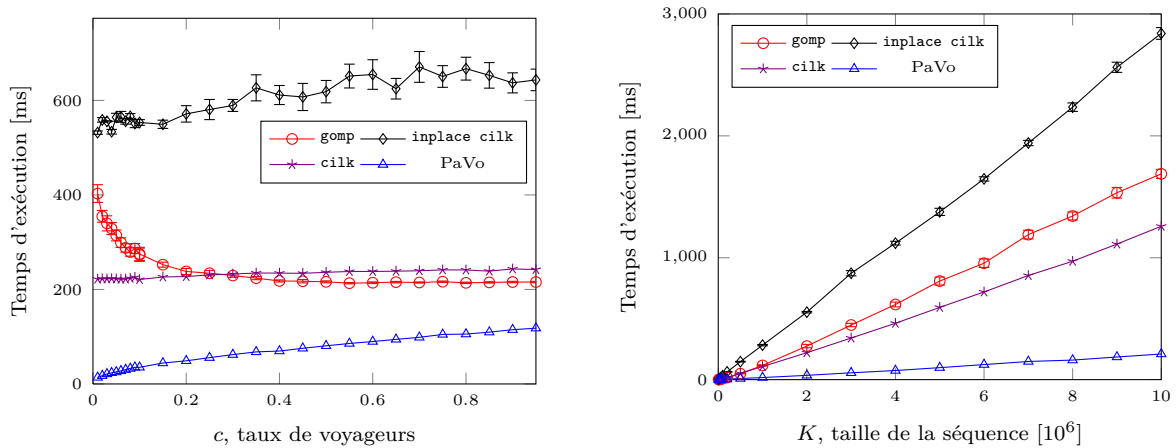 Temps d'exécution [ms]
600
400
200
0
gomp
inplace cilk
cilk
PaVo
0
0.2
0.4
0.6
0.8
c, taux de voyageurs
Temps d'exécution [ms]
3,000
2,000
1,000
0
gomp
inplace cilk
cilk
PaVo
0
2
4
6
8
10
K, taille de la séquence [10⁶]